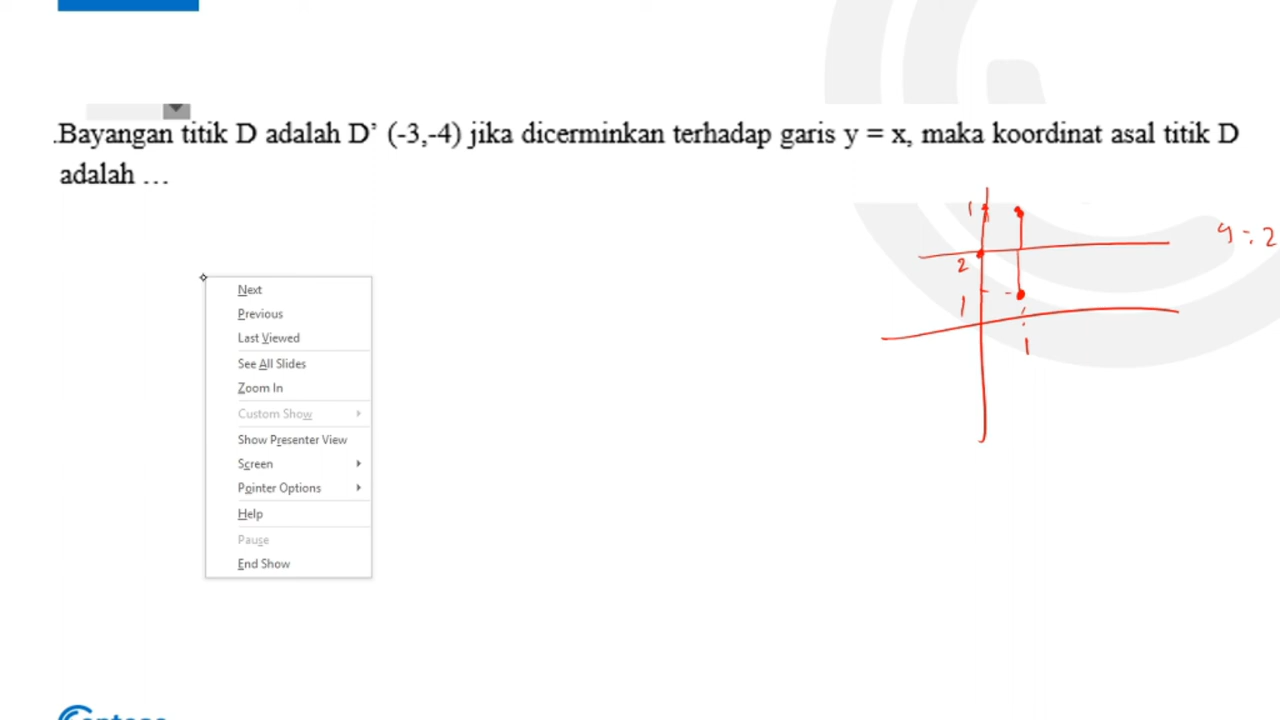 .Bayangan titik D adalah D’ (-3,-4) jika dicerminkan terhadap garis y = x, maka koordinat asal titik D
adalah …
1
y = 2
2
1
1
Next
Previous
Last Viewed
See All Slides
Zoom In
Custom Show
Show Presenter View
Screen
Pointer Options
Help
Pause
End Show